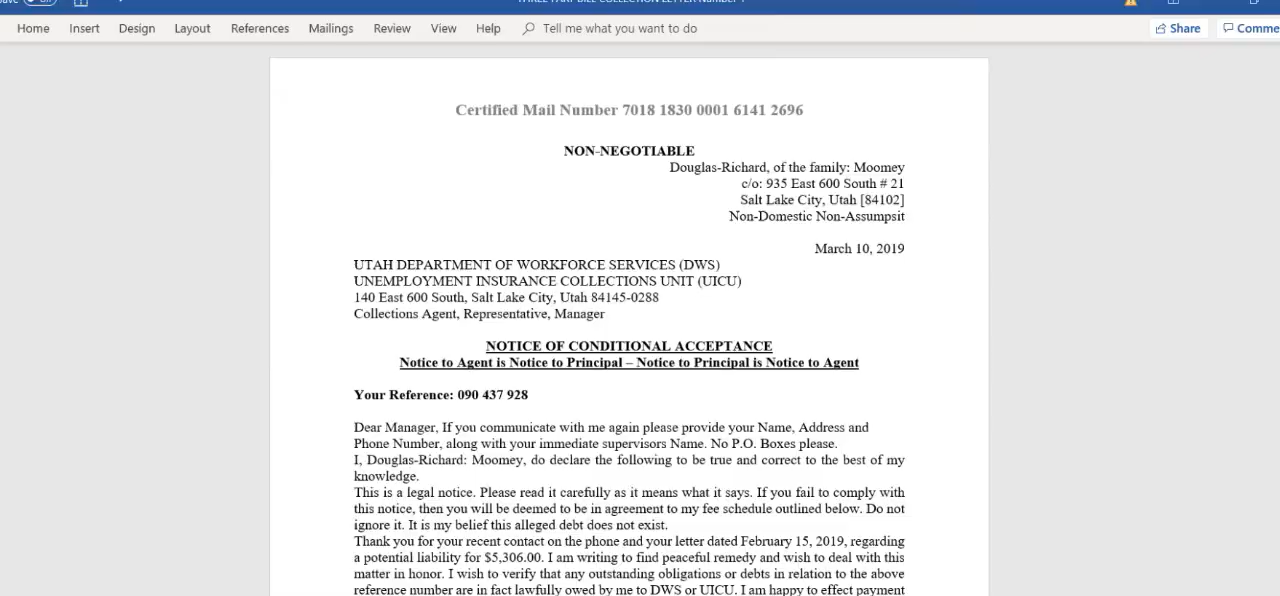 Home Insert Design Layout References Mailings Review View Help Tell me what you want to do Share Comme
Certified Mail Number 7018 1830 0001 6141 2696
NON-NEGOTIABLE
Douglas-Richard, of the family: Moomey
c/o: 935 East 600 South # 21
Salt Lake City, Utah [84102]
Non-Domestic Non-Assumpsit
March 10, 2019
UTAH DEPARTMENT OF WORKFORCE SERVICES (DWS)
UNEMPLOYMENT INSURANCE COLLECTIONS UNIT (UICU)
140 East 600 South, Salt Lake City, Utah 84145-0288
Collections Agent, Representative, Manager
NOTICE OF CONDITIONAL ACCEPTANCE
Notice to Agent is Notice to Principal – Notice to Principal is Notice to Agent
Your Reference: 090 437 928
Dear Manager, If you communicate with me again please provide your Name, Address and
Phone Number, along with your immediate supervisors Name. No P.O. Boxes please.
I, Douglas-Richard: Moomey, do declare the following to be true and correct to the best of my
knowledge.
This is a legal notice. Please read it carefully as it means what it says. If you fail to comply with
this notice, then you will be deemed to be in agreement to my fee schedule outlined below. Do not
ignore it. It is my belief this alleged debt does not exist.
Thank you for your recent contact on the phone and your letter dated February 15, 2019, regarding
a potential liability for $5,306.00. I am writing to find peaceful remedy and wish to deal with this
matter in honor. I wish to verify that any outstanding obligations or debts in relation to the above
reference number are in fact lawfully owed by me to DWS or UICU. I am happy to effect payment